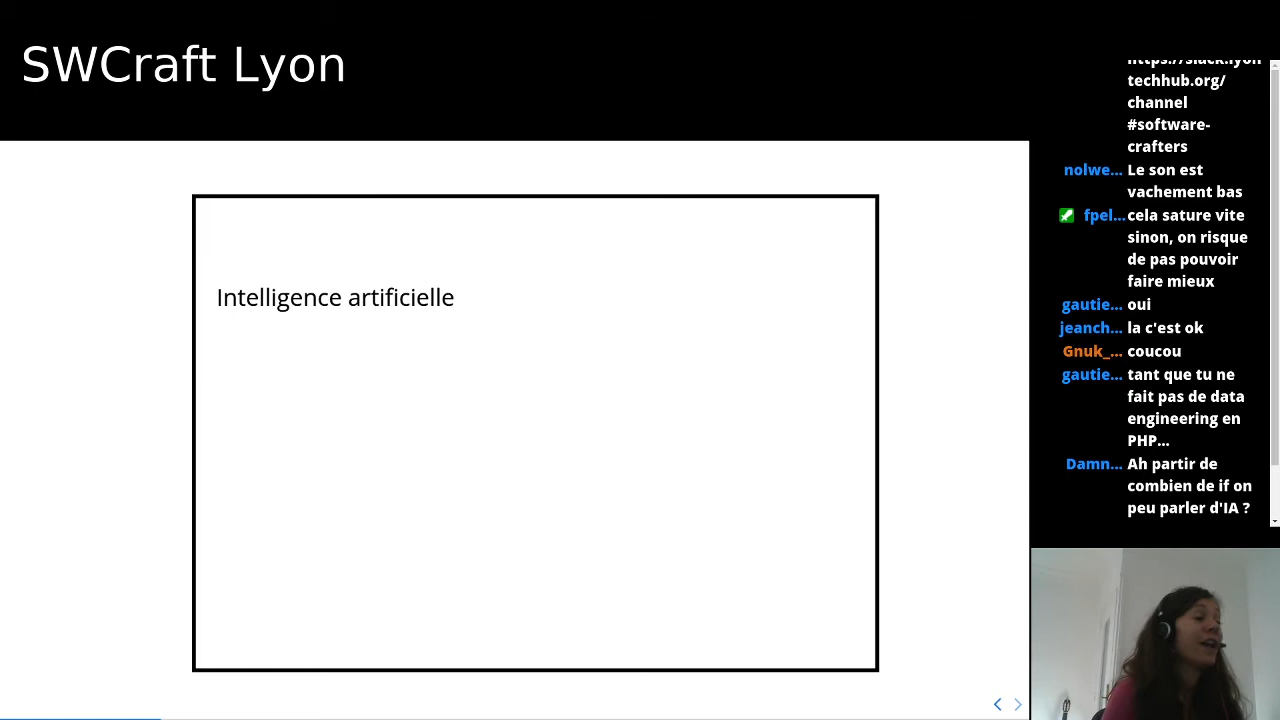 SWCraft Lyon
Intelligence artificielle
techhub.org/
channel
#software-
crafters
nolwe... Le son est
vachement bas
fpel... cela sature vite
sinon, on risque
de pas pouvoir
faire mieux
gautie... oui
jeanch... la c'est ok
Gnuk_... coucou
gautie... tant que tu ne
fait pas de data
engineering en
PHP...
Damn... Ah partir de
combien de if on
peu parler d'IA ?